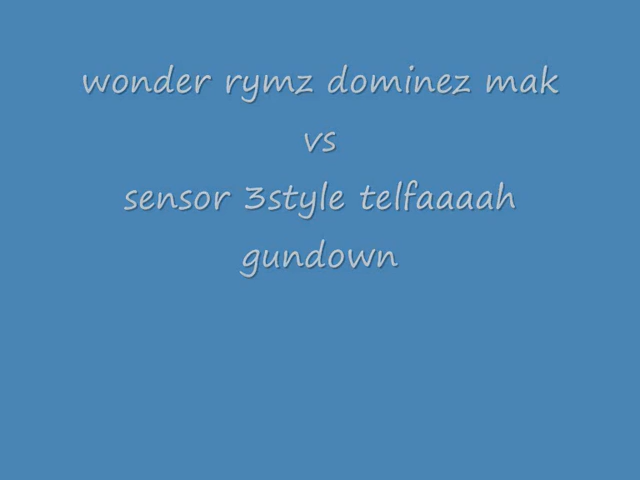 wonder rymz dominez mak
vs
sensor 3style telfaaaah
gundown